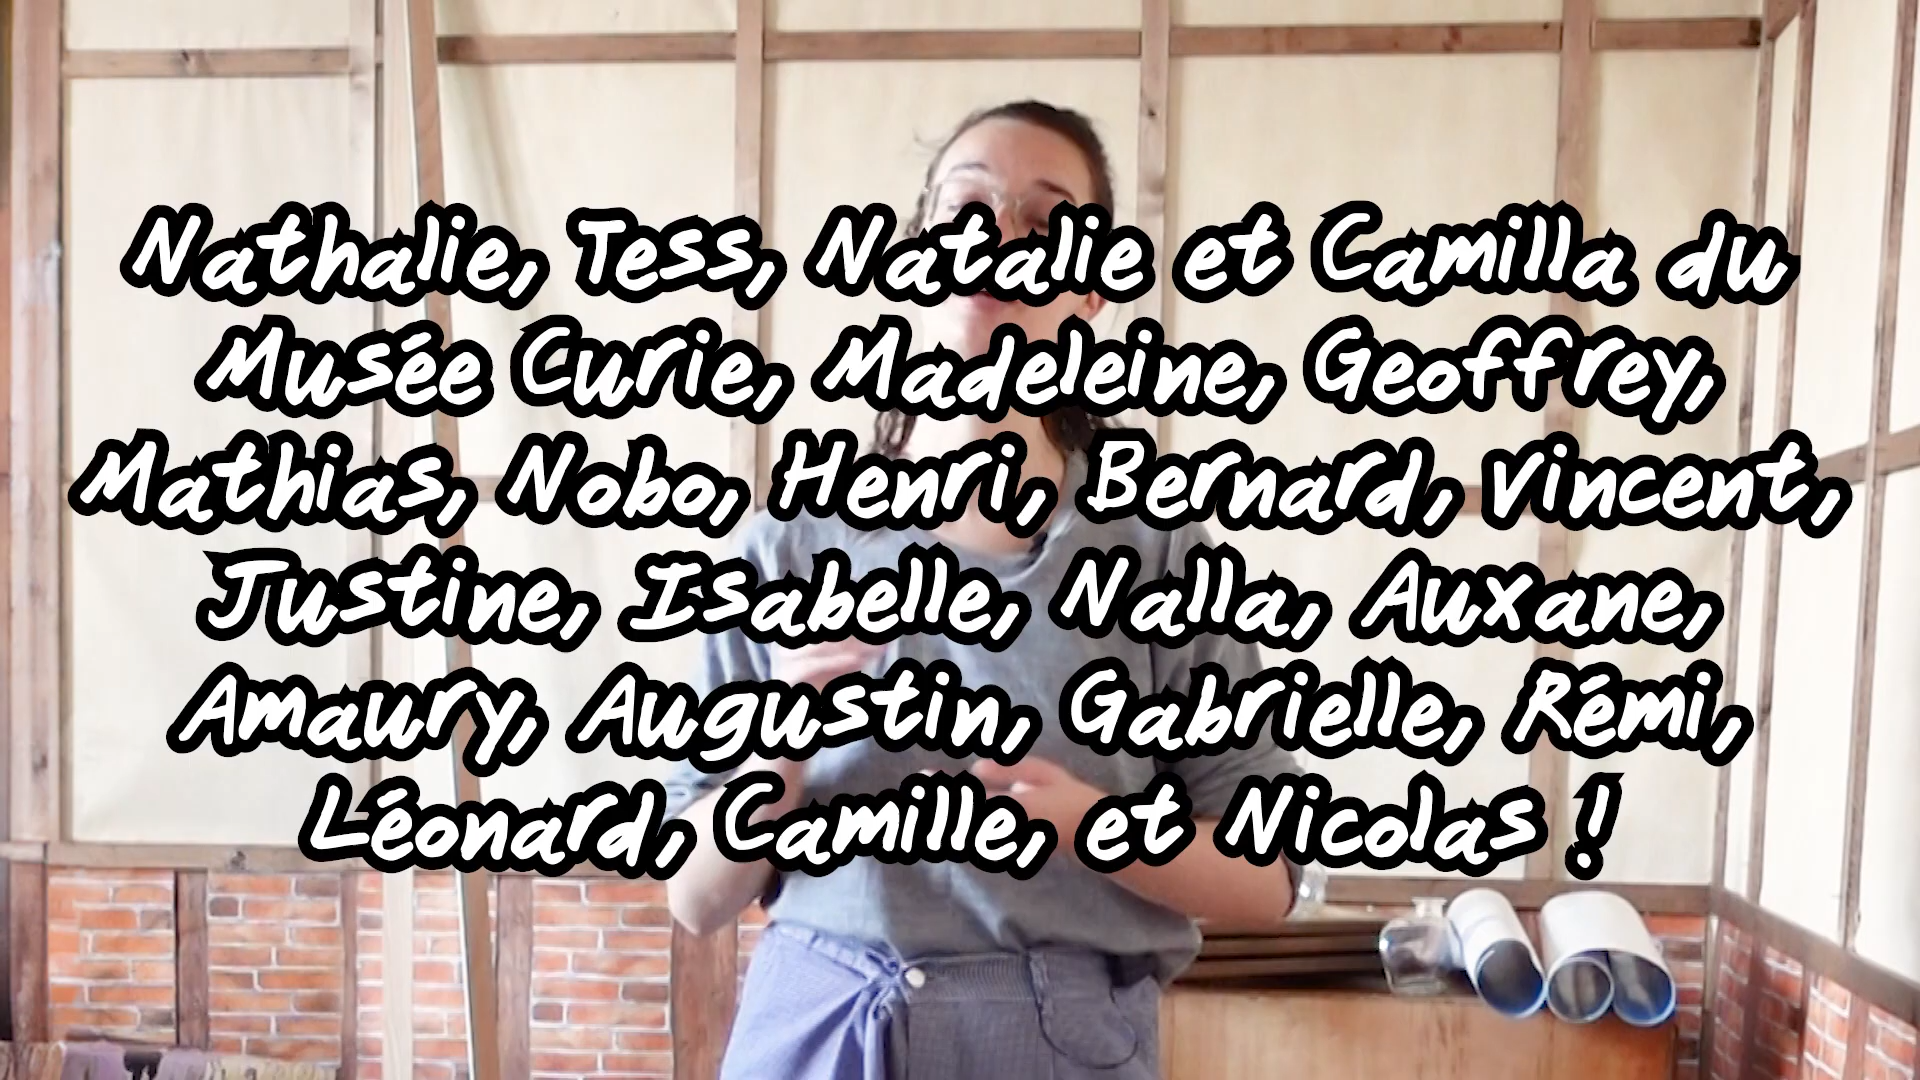 Nathalie, Tess, Natalie et Camilla du
Musée Curie, Madeleine, Geoffrey,
Mathias, Nobo, Henri, Bernard, Vincent,
Justine, Isabelle, Nalla, Auxane,
Amaury, Augustin, Gabrielle, Rémi,
Léonard, Camille, et Nicolas !